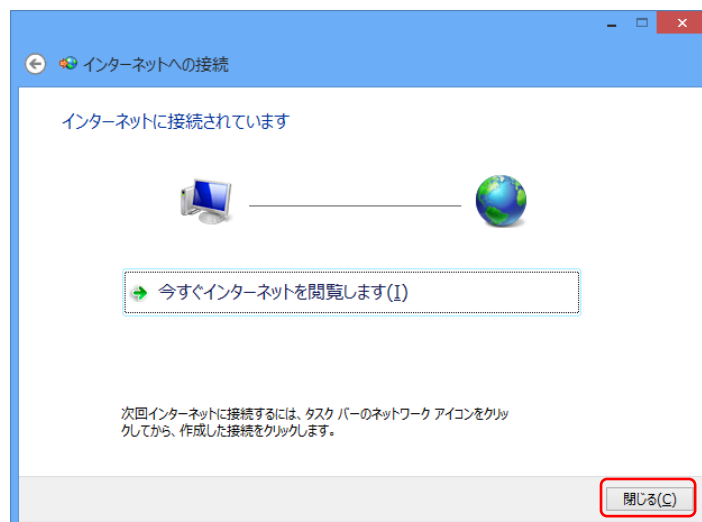 インターネットへの接続
インターネットに接続されています
今すぐインターネットを閲覧します(I)
次回インターネットに接続するには、タスク バーのネットワーク アイコンをクリッ
クしてから、作成した接続をクリックします。
閉じる(C)